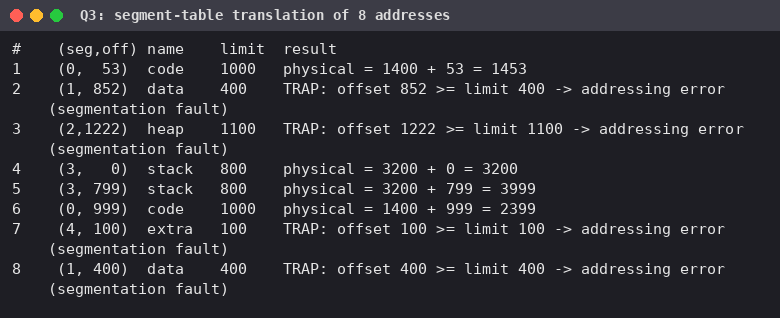 Q3: segment-table translation of 8 addresses
#    (seg,off) name    limit  result
1    (0,  53)  code    1000   physical = 1400 + 53 = 1453
2    (1, 852)  data    400    TRAP: offset 852 >= limit 400 -> addressing error
    (segmentation fault)
3    (2,1222)  heap    1100   TRAP: offset 1222 >= limit 1100 -> addressing error
    (segmentation fault)
4    (3,   0)  stack   800    physical = 3200 + 0 = 3200
5    (3, 799)  stack   800    physical = 3200 + 799 = 3999
6    (0, 999)  code    1000   physical = 1400 + 999 = 2399
7    (4, 100)  extra   100    TRAP: offset 100 >= limit 100 -> addressing error
    (segmentation fault)
8    (1, 400)  data    400    TRAP: offset 400 >= limit 400 -> addressing error
    (segmentation fault)